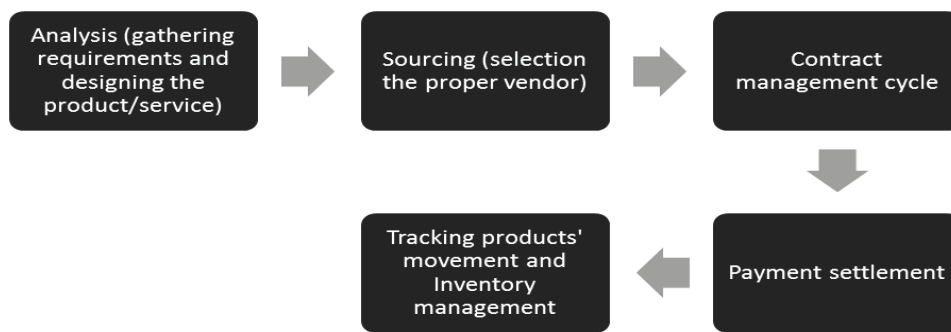 Analysis (gathering
requirements and
designing the
product/service)
Sourcing (selection
the proper vendor)
Contract
management cycle
Payment settlement
Tracking products'
movement and
Inventory
management